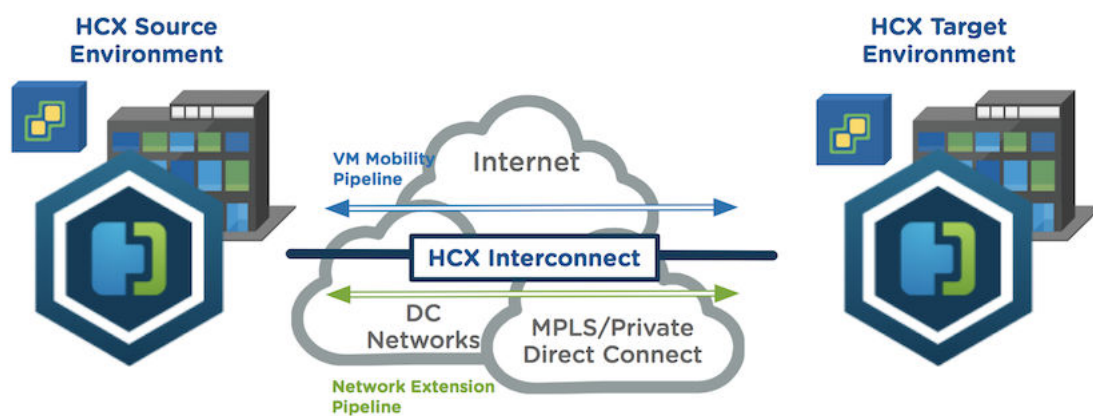 HCX Source
Environment
HCX Target
Environment
VM Mobility
Pipeline
Internet
HCX Interconnect
DC
Networks
MPLS/Private
Direct Connect
Network Extension
Pipeline